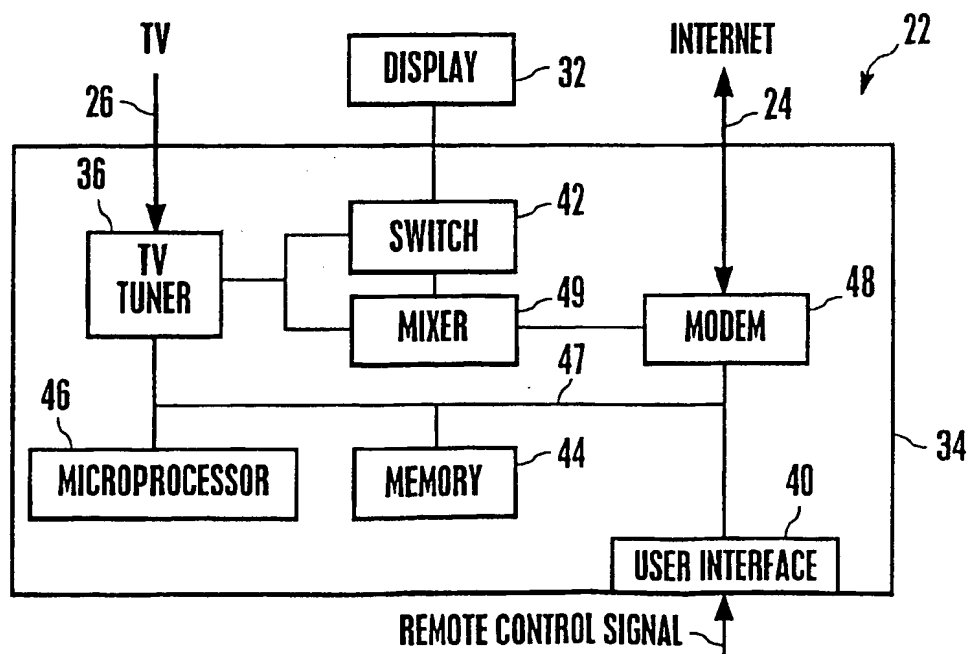 TV
DISPLAY
INTERNET
22
26
32
24
36
42
SWITCH
TV
TUNER
49
48
MIXER
MODEM
47
46
44
34
MICROPROCESSOR
MEMORY
40
USER INTERFACE
REMOTE CONTROL SIGNAL